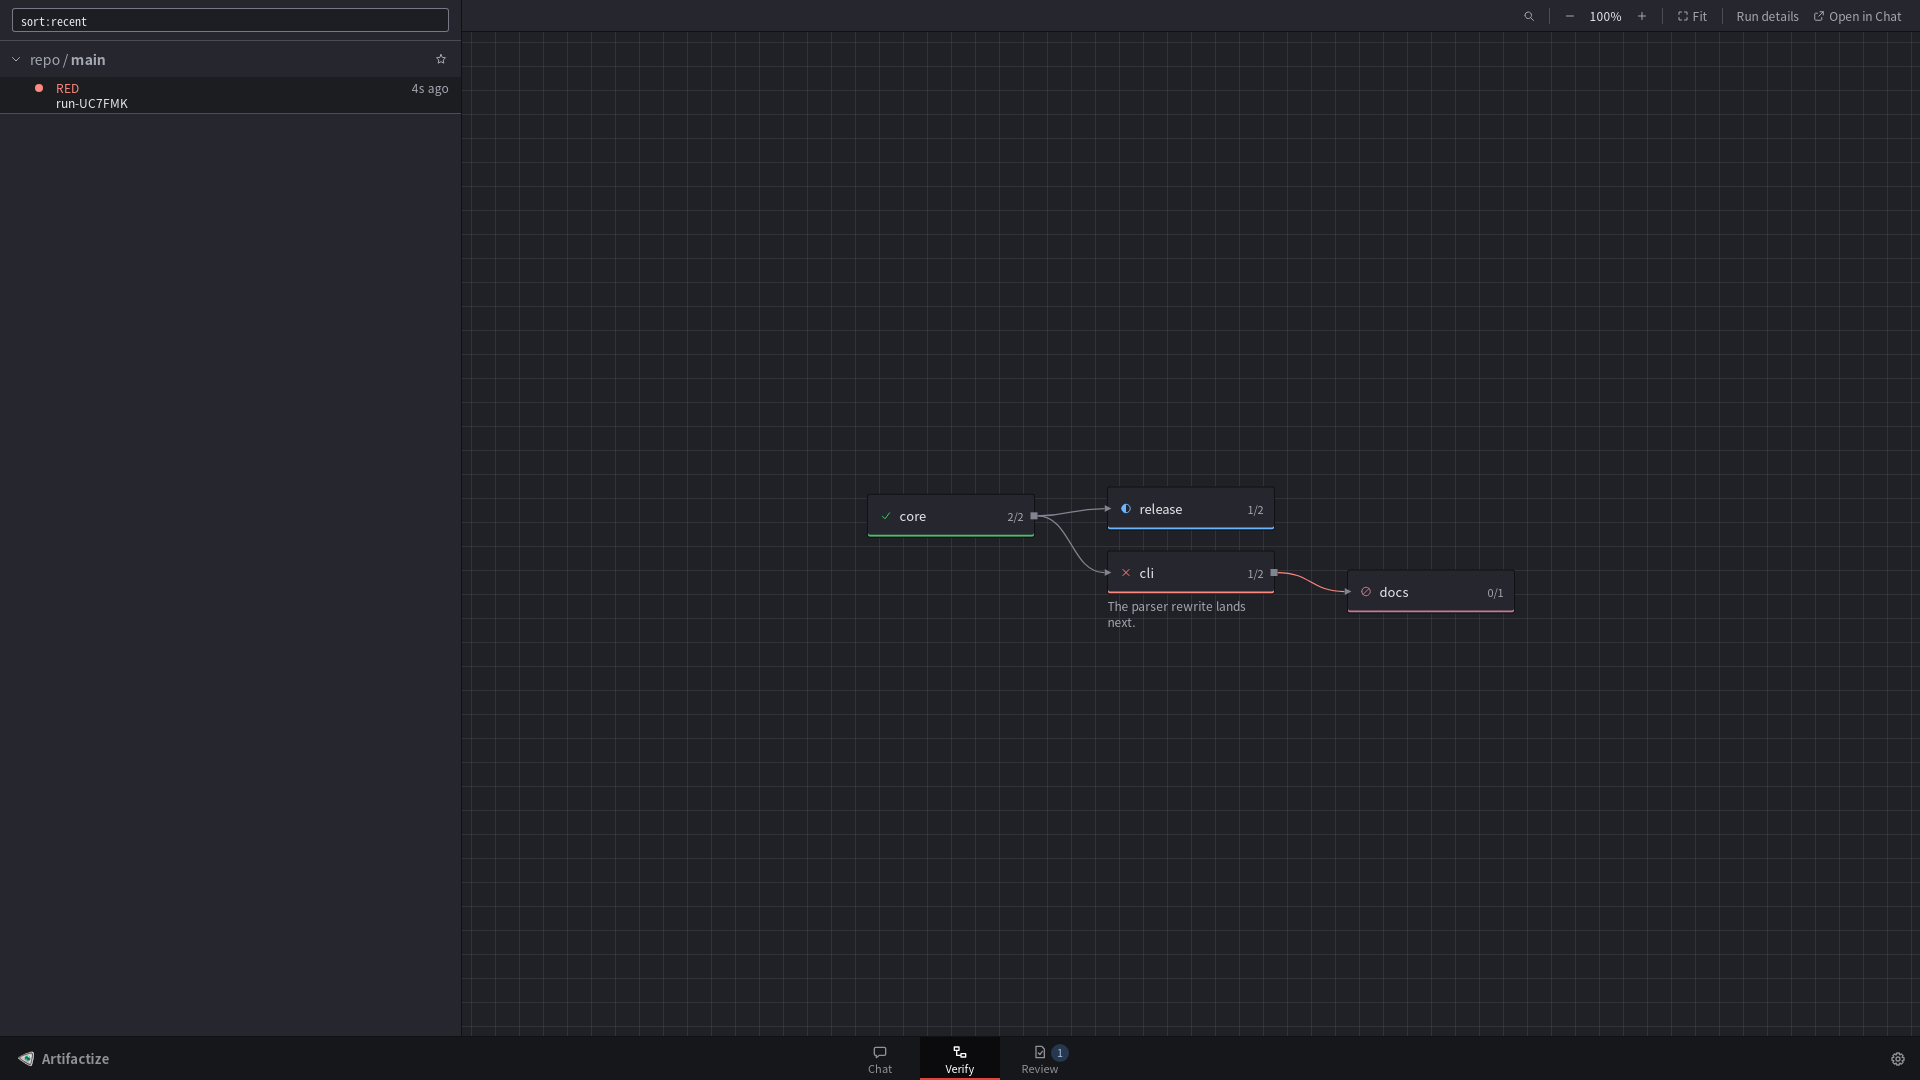 sort:recent
100%
Fit
Run details
Open in Chat
repo / main
RED
4s ago
run-UC7FMK
core 2/2
release 1/2
cli 1/2
The parser rewrite lands
next.
docs 0/1
Artifactize
Chat
Verify
Review
1